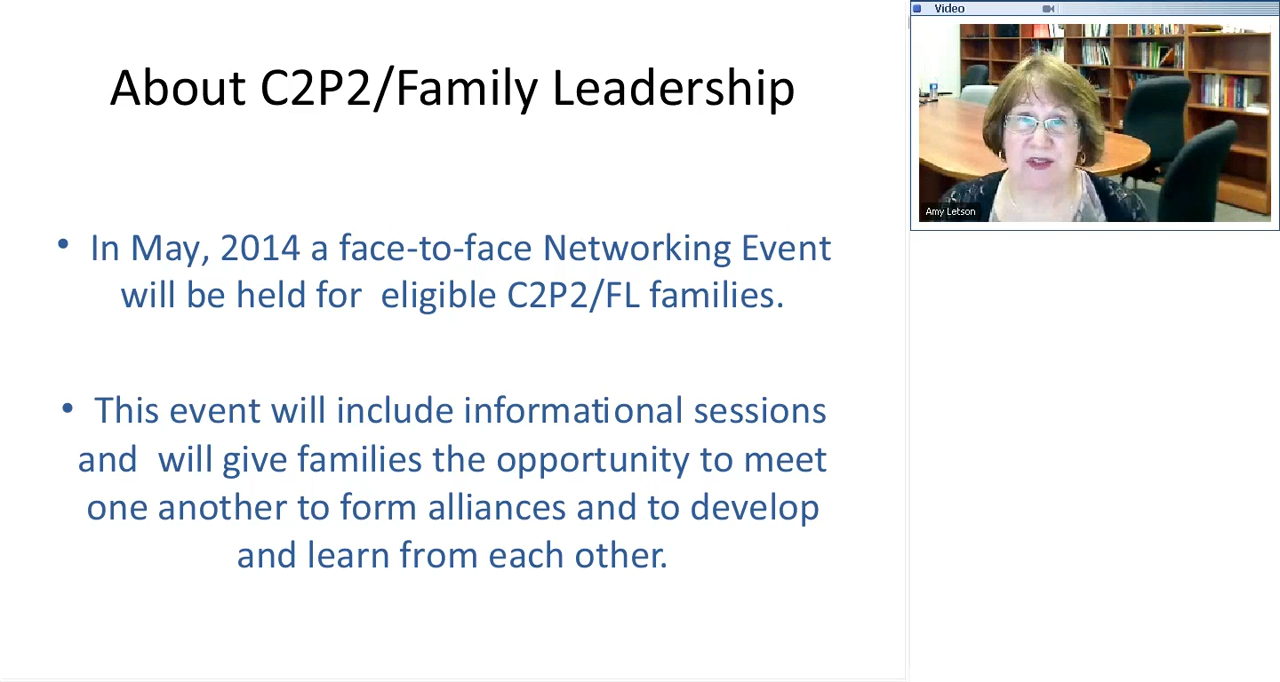 About C2P2/Family Leadership
• In May, 2014 a face-to-face Networking Event
will be held for  eligible C2P2/FL families.
• This event will include informational sessions
and  will give families the opportunity to meet
one another to form alliances and to develop
and learn from each other.
Video
Amy Letson